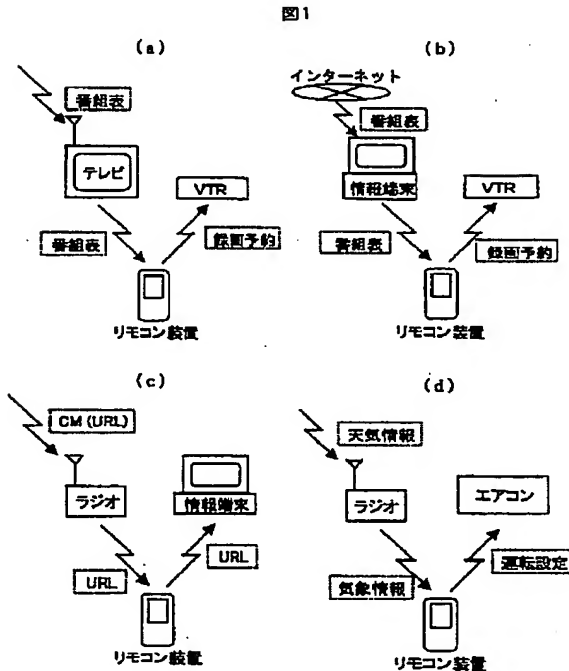 図1
(a)
番組表
テレビ
VTR
番組表
録画予約
リモコン装置
(b)
インターネット
番組表
情報端末
VTR
番組表
録画予約
リモコン装置
(c)
CM(URL)
ラジオ
情報端末
URL
URL
リモコン装置
(d)
天気情報
ラジオ
エアコン
気象情報
運転設定
リモコン装置